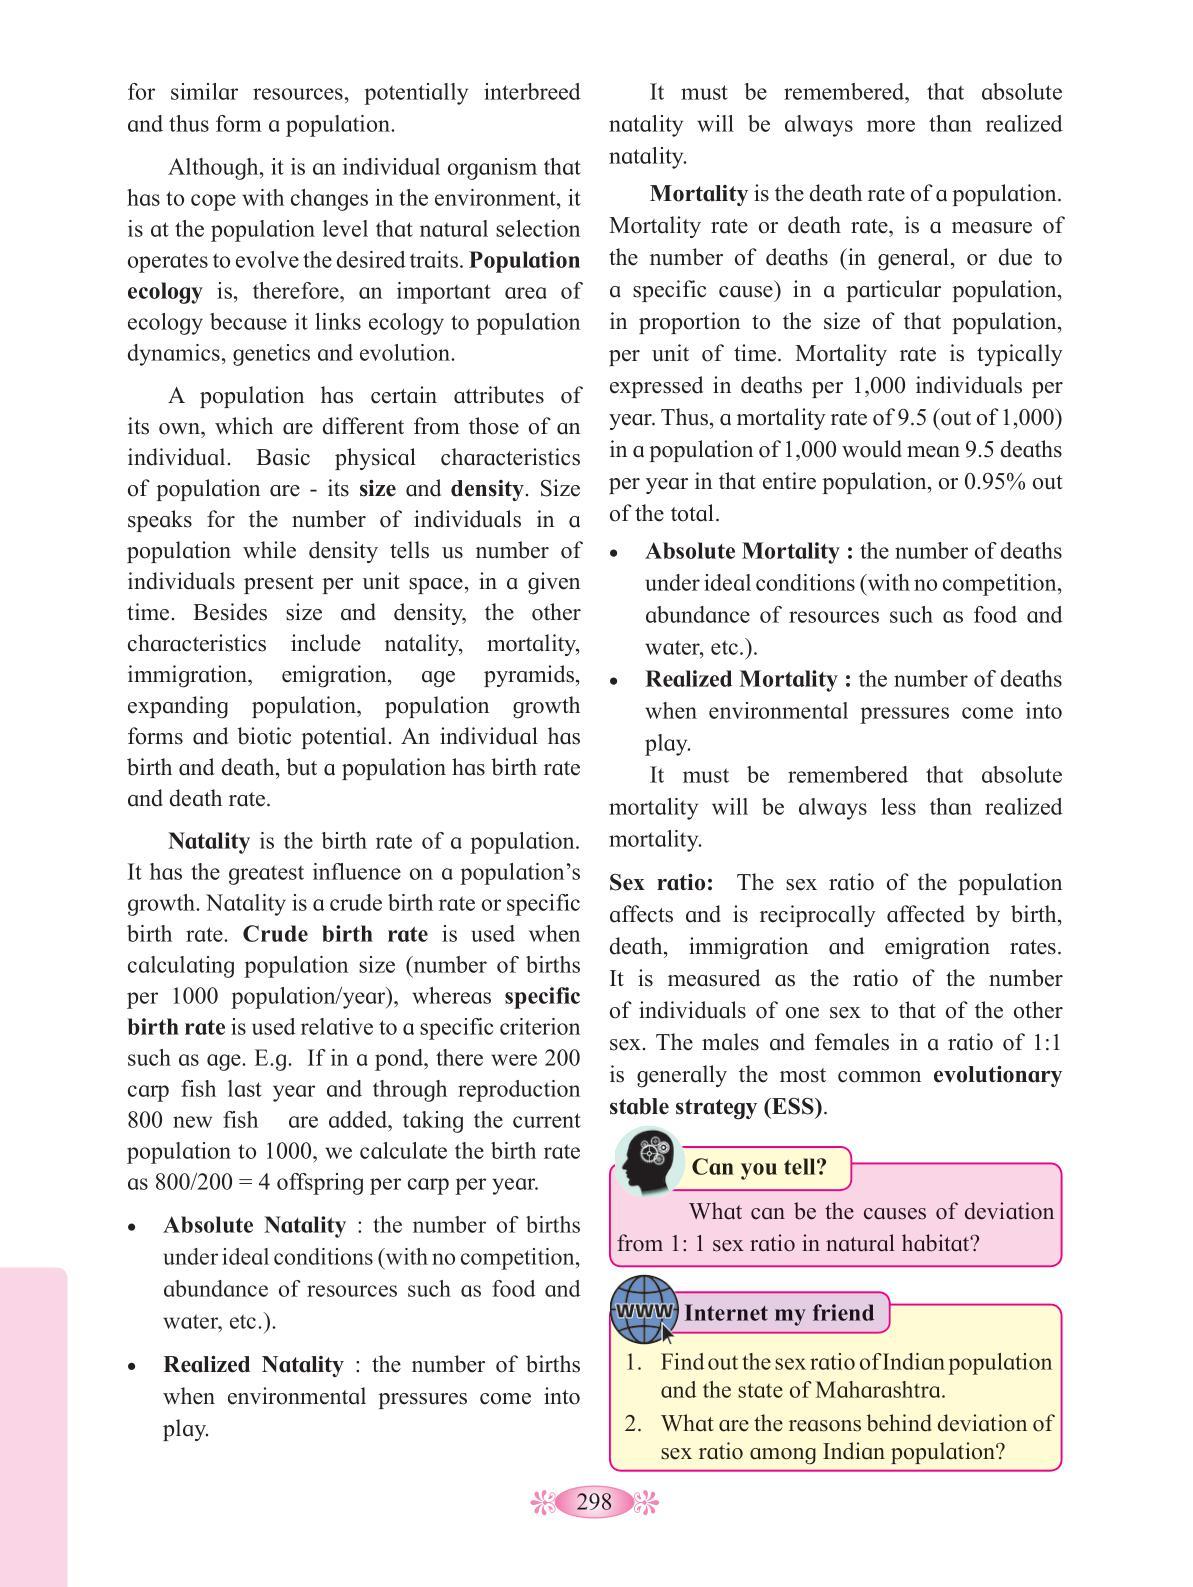 for similar resources, potentially interbreed
and thus form a population.
Although, it is an individual organism that
has to cope with changes in the environment, it
is at the population level that natural selection
operates to evolve the desired traits. Population
ecology is, therefore, an important area of
ecology because it links ecology to population
dynamics, genetics and evolution.
A population has certain attributes of
its own, which are different from those of an
individual. Basic physical characteristics
of population are - its size and density. Size
speaks for the number of individuals in a
population while density tells us number of
individuals present per unit space, in a given
time. Besides size and density, the other
characteristics include natality, mortality,
immigration, emigration, age pyramids,
expanding population, population growth
forms and biotic potential. An individual has
birth and death, but a population has birth rate
and death rate.
Natality is the birth rate of a population.
It has the greatest influence on a population’s
growth. Natality is a crude birth rate or specific
birth rate. Crude birth rate is used when
calculating population size (number of births
per 1000 population/year), whereas specific
birth rate is used relative to a specific criterion
such as age. E.g. If in a pond, there were 200
carp fish last year and through reproduction
800 new fish are added, taking the current
population to 1000, we calculate the birth rate
as 800/200 = 4 offspring per carp per year.
• Absolute Natality : the number of births
under ideal conditions (with no competition,
abundance of resources such as food and
water, etc.).
• Realized Natality : the number of births
when environmental pressures come into
play.
It must be remembered, that absolute
natality will be always more than realized
natality.
Mortality is the death rate of a population.
Mortality rate or death rate, is a measure of
the number of deaths (in general, or due to
a specific cause) in a particular population,
in proportion to the size of that population,
per unit of time. Mortality rate is typically
expressed in deaths per 1,000 individuals per
year. Thus, a mortality rate of 9.5 (out of 1,000)
in a population of 1,000 would mean 9.5 deaths
per year in that entire population, or 0.95% out
of the total.
• Absolute Mortality : the number of deaths
under ideal conditions (with no competition,
abundance of resources such as food and
water, etc.).
• Realized Mortality : the number of deaths
when environmental pressures come into
play.
It must be remembered that absolute
mortality will be always less than realized
mortality.
Sex ratio: The sex ratio of the population
affects and is reciprocally affected by birth,
death, immigration and emigration rates.
It is measured as the ratio of the number
of individuals of one sex to that of the other
sex. The males and females in a ratio of 1:1
is generally the most common evolutionary
stable strategy (ESS).
Can you tell?
What can be the causes of deviation
from 1: 1 sex ratio in natural habitat?
WWW Internet my friend
1. Find out the sex ratio of Indian population
and the state of Maharashtra.
2. What are the reasons behind deviation of
sex ratio among Indian population?
298